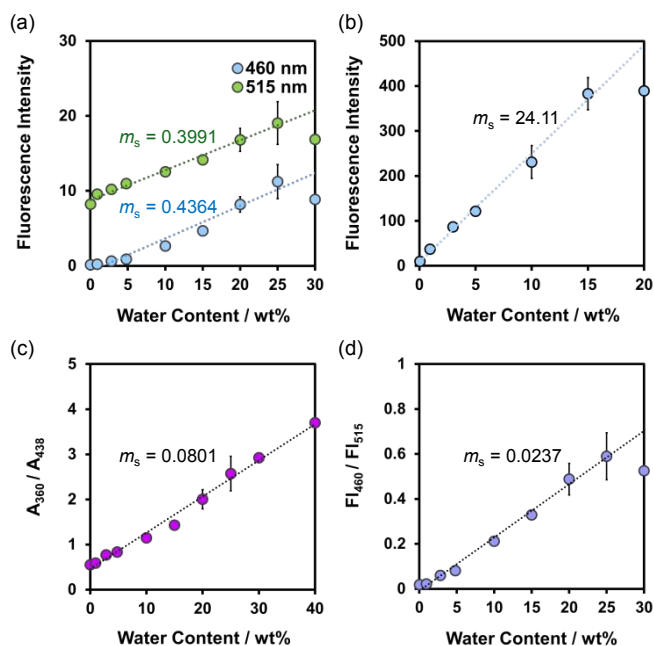 (a)
30
20
10
0
Fluorescence Intensity
460 nm
515 nm
mₛ = 0.3991
mₛ = 0.4364
0 5 10 15 20 25 30
Water Content / wt%
(b)
500
400
300
200
100
0
Fluorescence Intensity
mₛ = 24.11
0 5 10 15 20
Water Content / wt%
(c)
5
4
3
2
1
0
A₃₆₀ / A₄₃₈
mₛ = 0.0801
0 10 20 30 40
Water Content / wt%
(d)
1
0.8
0.6
0.4
0.2
0
FI₄₆₀ / FI₅₁₅
mₛ = 0.0237
0 5 10 15 20 25 30
Water Content / wt%